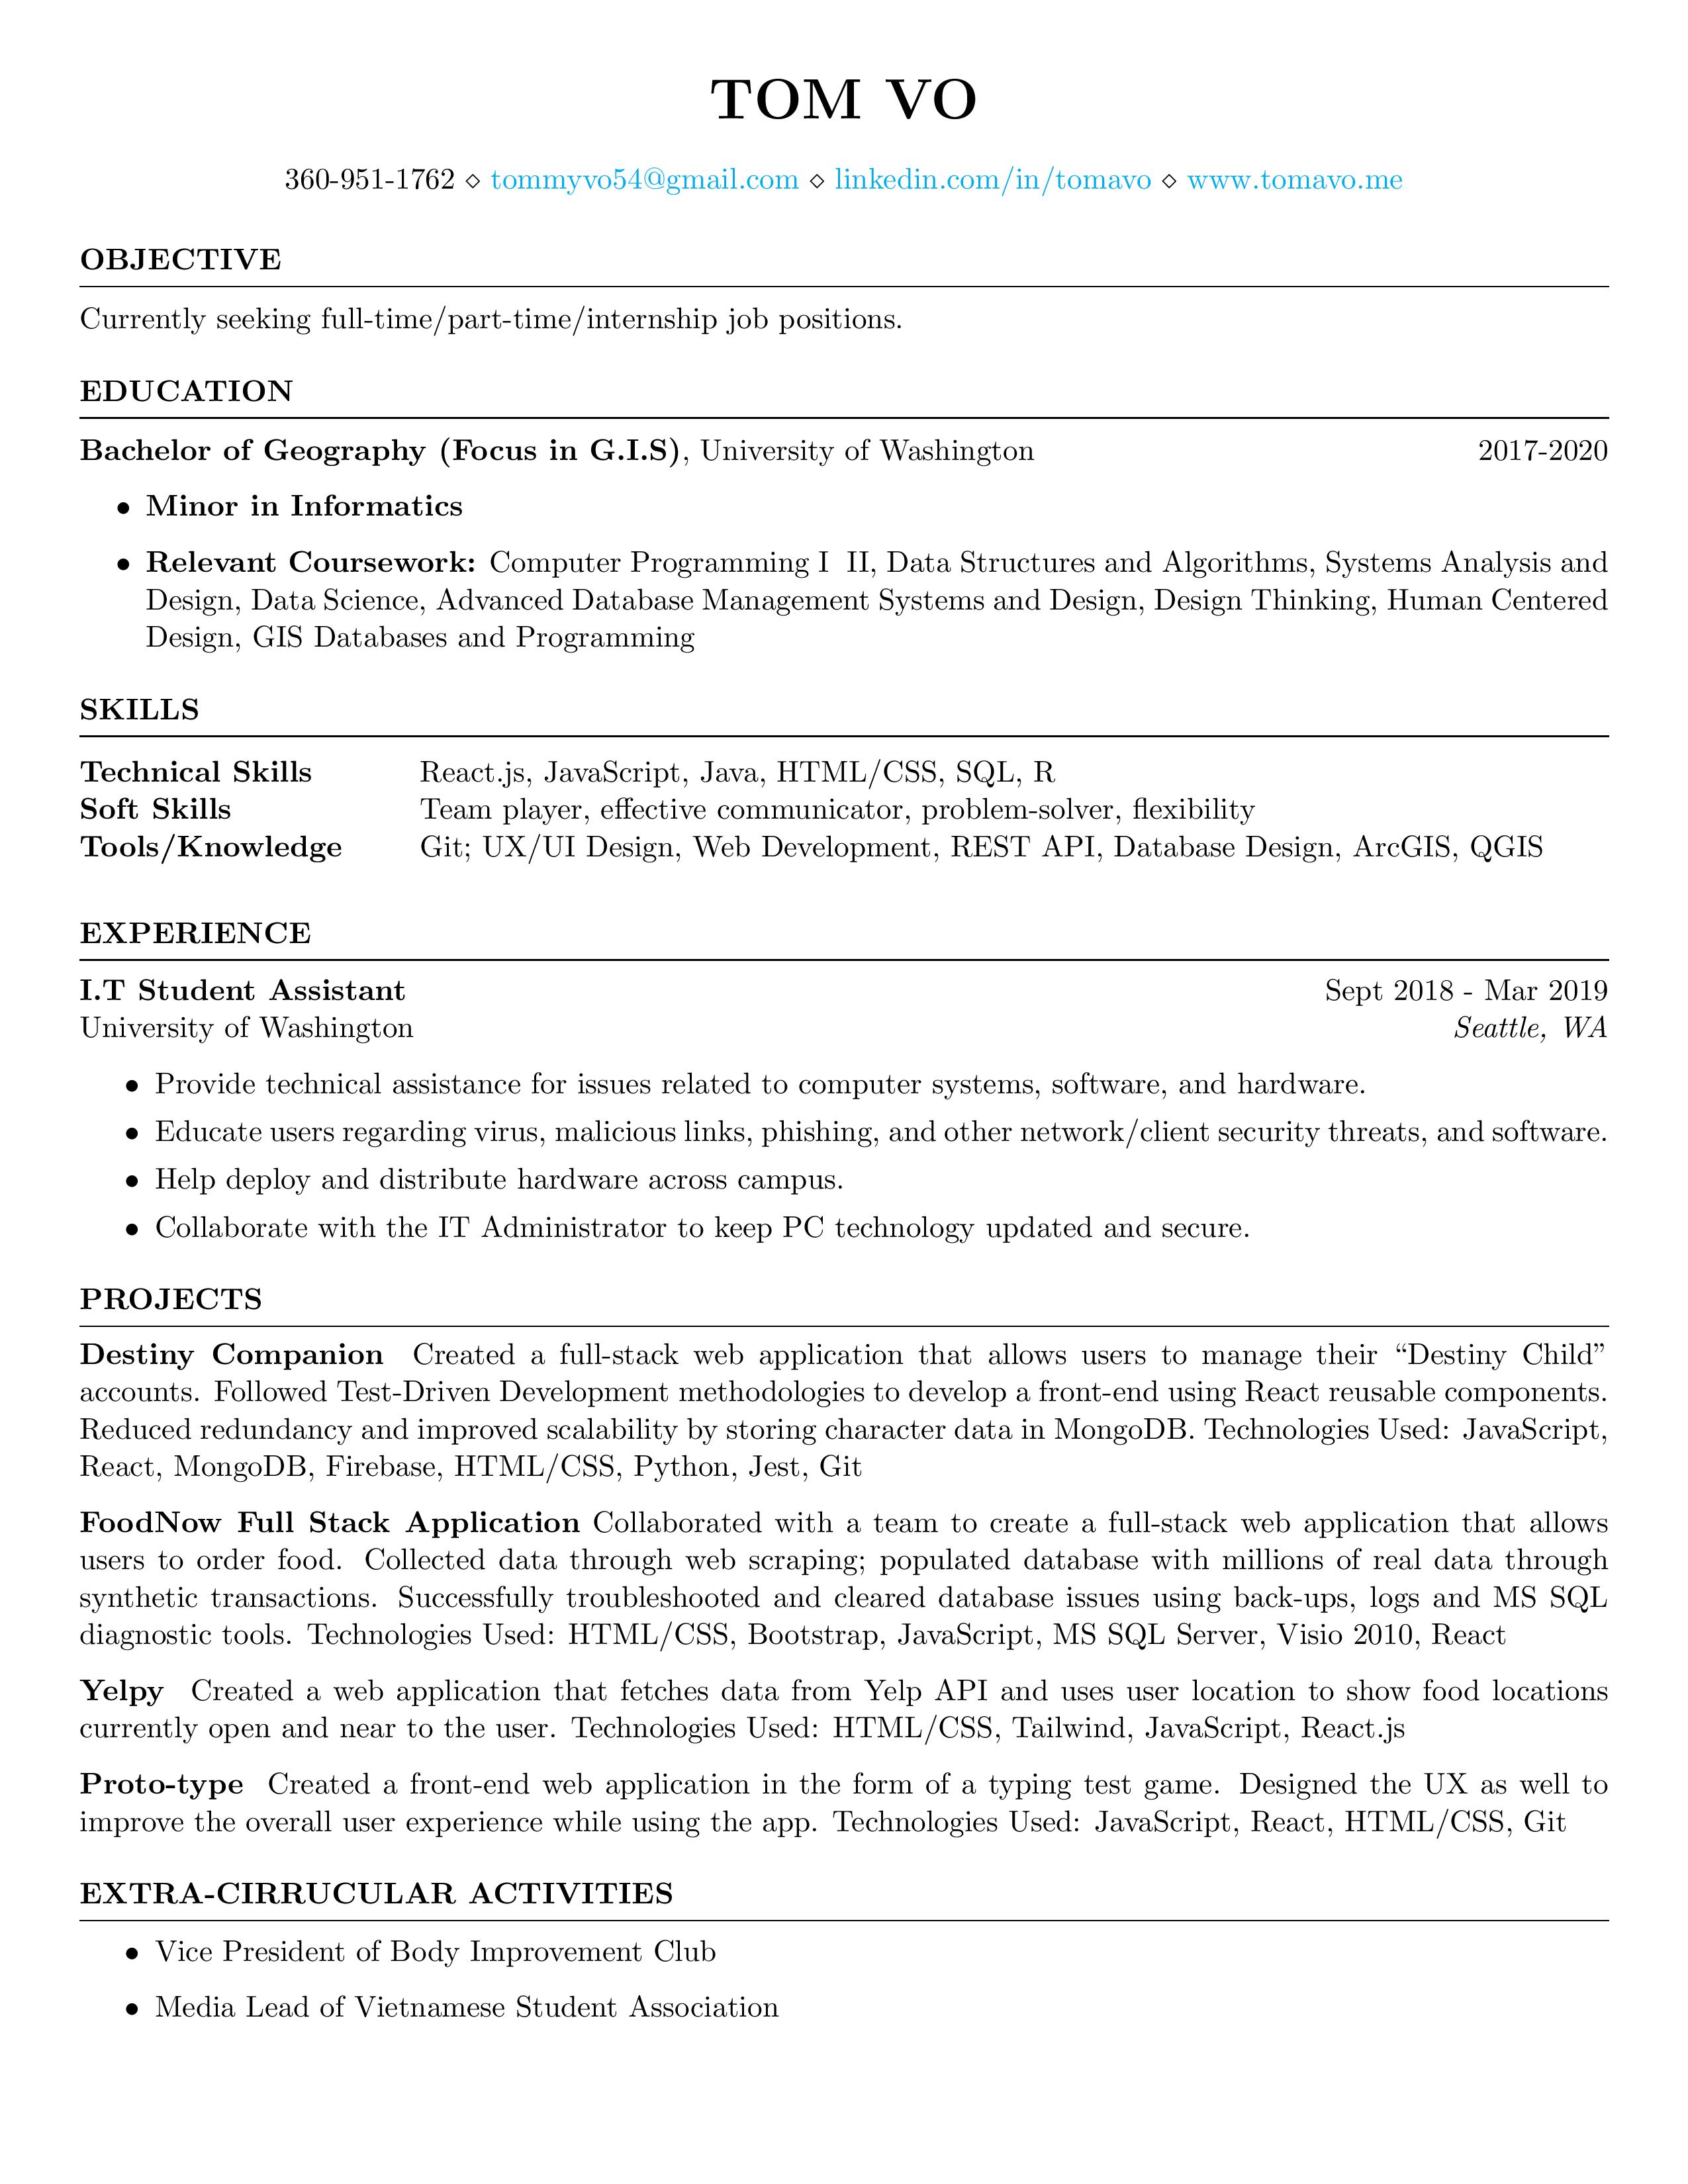 TOM VO
360-951-1762 ⋄ tommyvo54@gmail.com ⋄ linkedin.com/in/tomavo ⋄ www.tomavo.me
OBJECTIVE
Currently seeking full-time/part-time/internship job positions.
EDUCATION
Bachelor of Geography (Focus in G.I.S), University of Washington 2017-2020
• Minor in Informatics
• Relevant Coursework: Computer Programming I II, Data Structures and Algorithms, Systems Analysis and
Design, Data Science, Advanced Database Management Systems and Design, Design Thinking, Human Centered
Design, GIS Databases and Programming
SKILLS
Technical Skills React.js, JavaScript, Java, HTML/CSS, SQL, R
Soft Skills Team player, effective communicator, problem-solver, flexibility
Tools/Knowledge Git; UX/UI Design, Web Development, REST API, Database Design, ArcGIS, QGIS
EXPERIENCE
I.T Student Assistant Sept 2018 - Mar 2019
University of Washington Seattle, WA
• Provide technical assistance for issues related to computer systems, software, and hardware.
• Educate users regarding virus, malicious links, phishing, and other network/client security threats, and software.
• Help deploy and distribute hardware across campus.
• Collaborate with the IT Administrator to keep PC technology updated and secure.
PROJECTS
Destiny Companion Created a full-stack web application that allows users to manage their “Destiny Child”
accounts. Followed Test-Driven Development methodologies to develop a front-end using React reusable components.
Reduced redundancy and improved scalability by storing character data in MongoDB. Technologies Used: JavaScript,
React, MongoDB, Firebase, HTML/CSS, Python, Jest, Git
FoodNow Full Stack Application Collaborated with a team to create a full-stack web application that allows
users to order food. Collected data through web scraping; populated database with millions of real data through
synthetic transactions. Successfully troubleshooted and cleared database issues using back-ups, logs and MS SQL
diagnostic tools. Technologies Used: HTML/CSS, Bootstrap, JavaScript, MS SQL Server, Visio 2010, React
Yelpy Created a web application that fetches data from Yelp API and uses user location to show food locations
currently open and near to the user. Technologies Used: HTML/CSS, Tailwind, JavaScript, React.js
Proto-type Created a front-end web application in the form of a typing test game. Designed the UX as well to
improve the overall user experience while using the app. Technologies Used: JavaScript, React, HTML/CSS, Git
EXTRA-CIRRUCULAR ACTIVITIES
• Vice President of Body Improvement Club
• Media Lead of Vietnamese Student Association